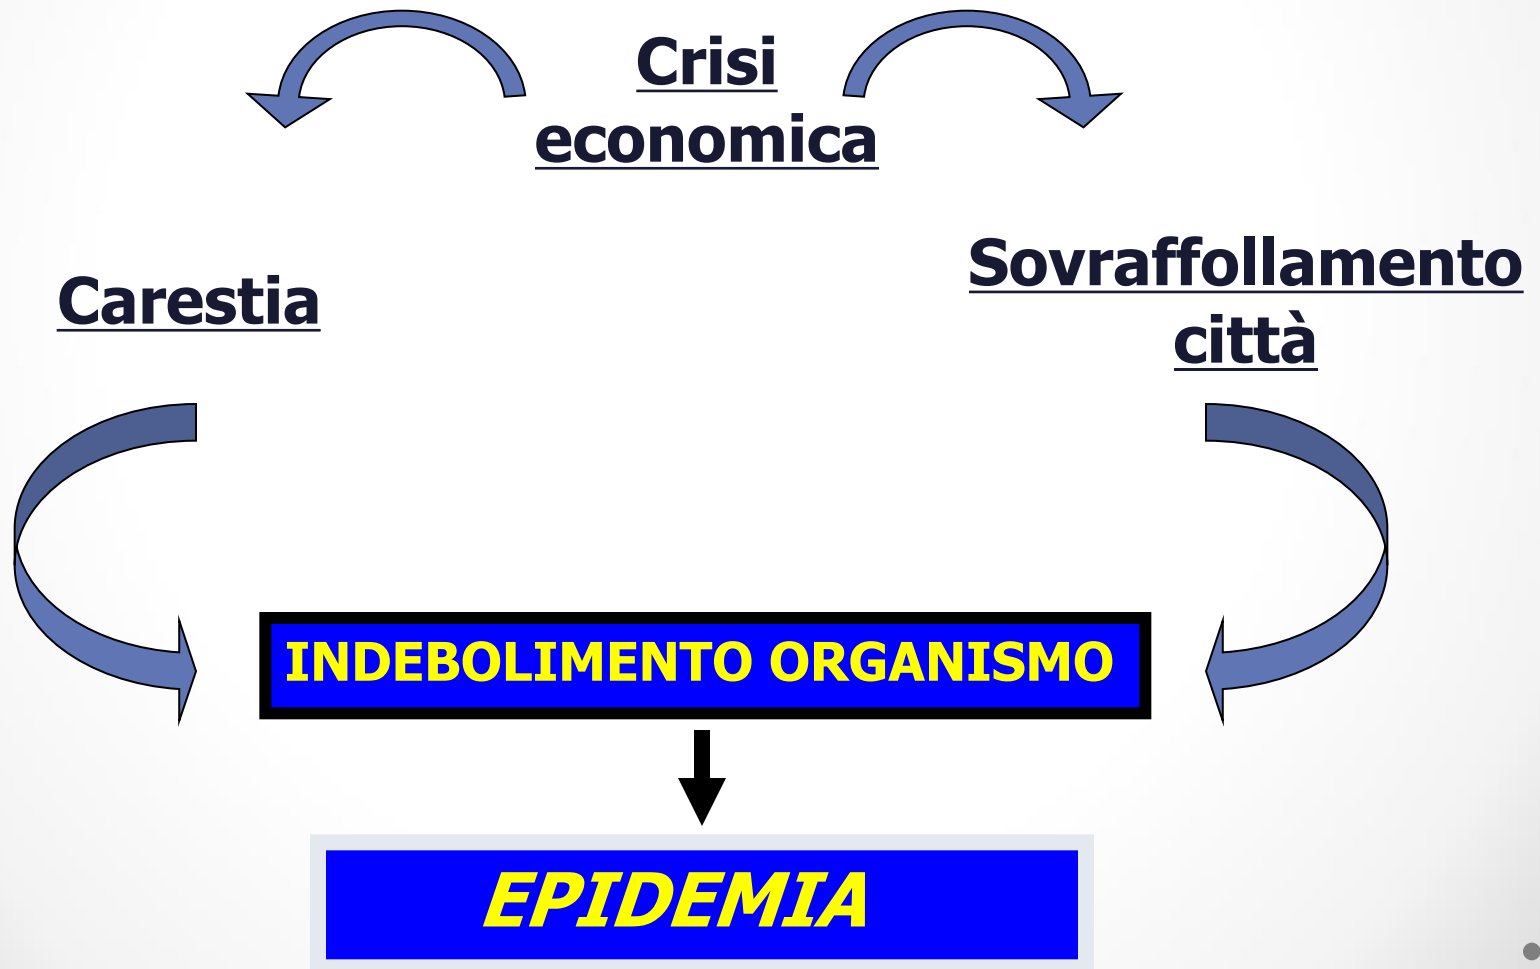 Crisi
economica
Carestia
Sovraffollamento
città
INDEBOLIMENTO ORGANISMO
EPIDEMIA